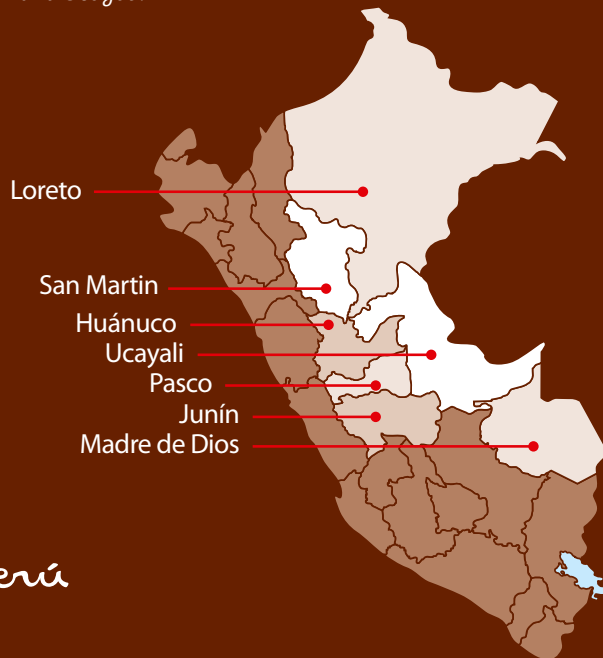 Loreto
San Martin
Huánuco
Ucayali
Pasco
Junín
Madre de Dios